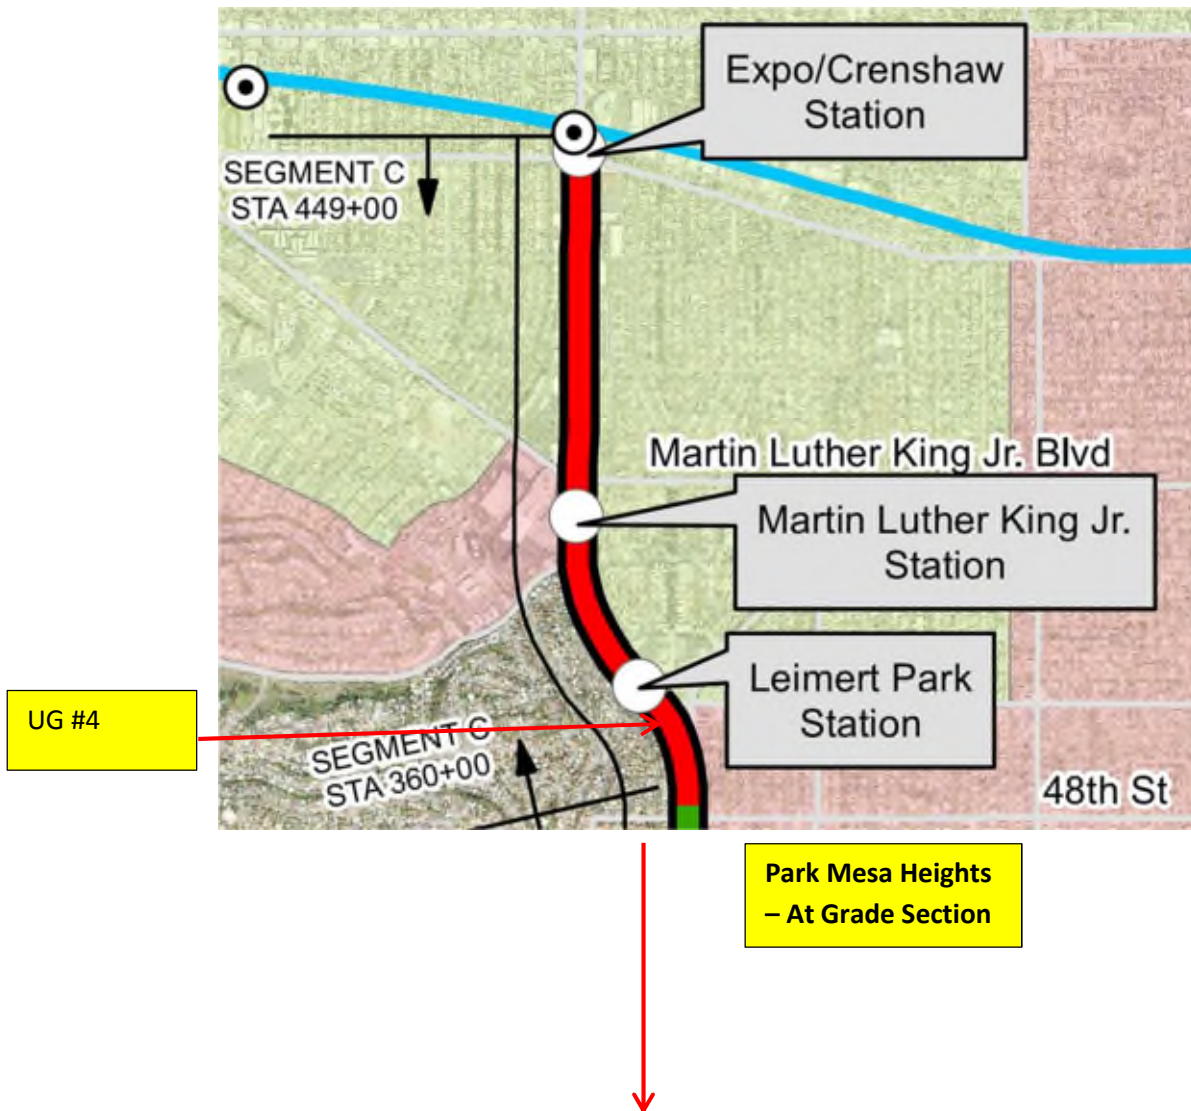 Expo/Crenshaw
Station
SEGMENT C
STA 449+00
Martin Luther King Jr. Blvd
Martin Luther King Jr.
Station
Leimert Park
Station
UG #4
SEGMENT C
STA 360+00
48th St
Park Mesa Heights
– At Grade Section